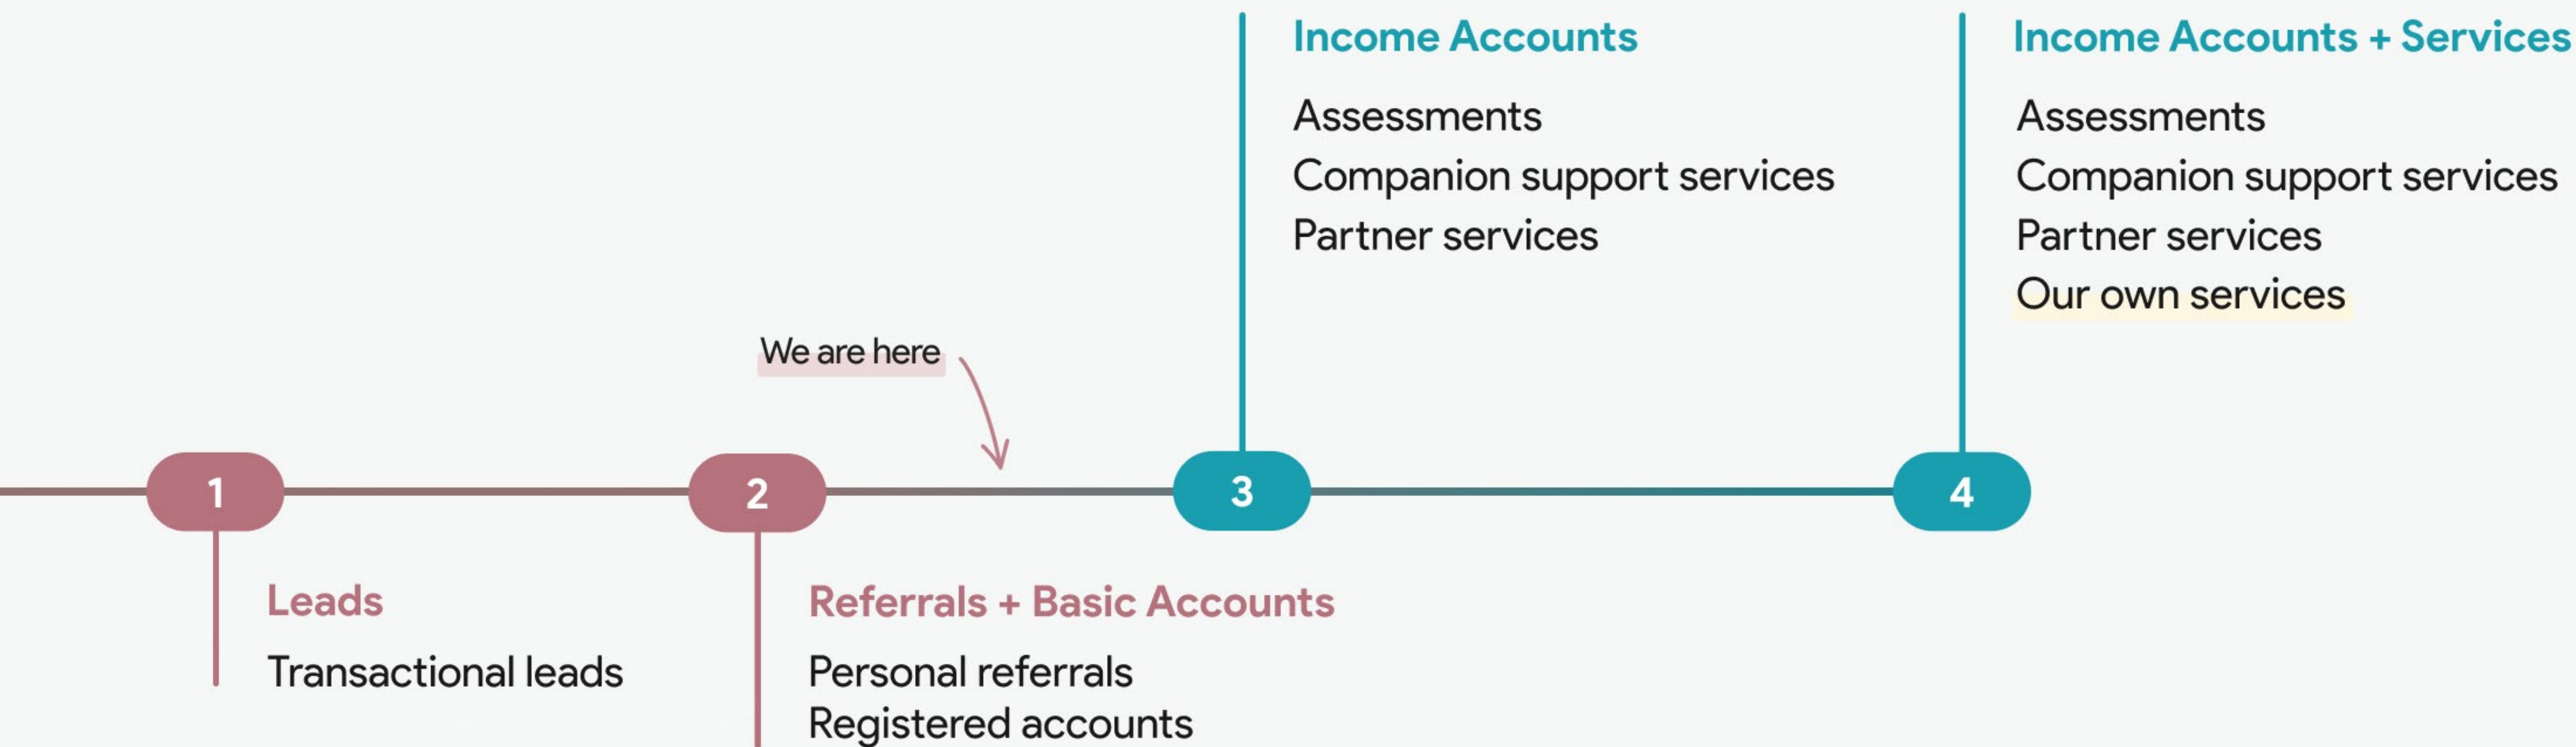 Income Accounts
Assessments
Companion support services
Partner services
Income Accounts + Services
Assessments
Companion support services
Partner services
Our own services
We are here
1
2
3
4
Leads
Transactional leads
Referrals + Basic Accounts
Personal referrals
Registered accounts